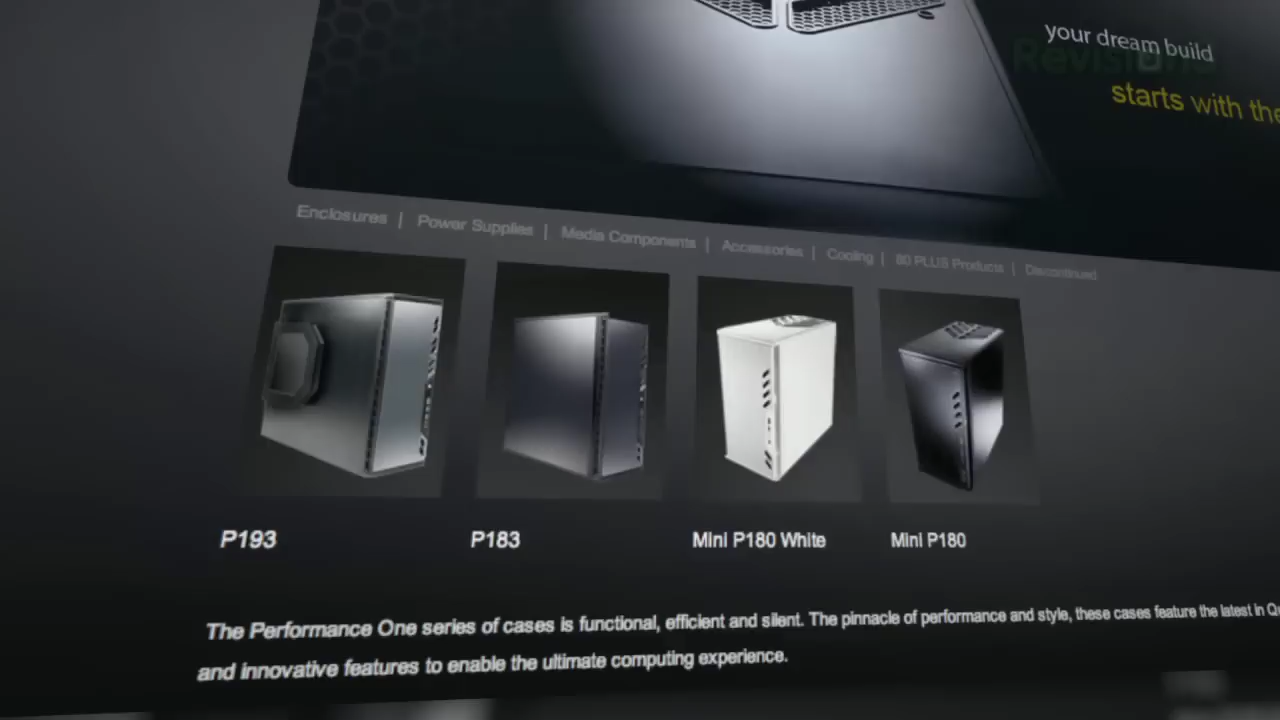 your dream build
Revision3
starts with the
Enclosures | Power Supplies | Media Components | Accessories | Cooling | 80 PLUS Products | Discontinued
P193 P183 Mini P180 White Mini P180
The Performance One series of cases is functional, efficient and silent. The pinnacle of performance and style, these cases feature the latest in
and innovative features to enable the ultimate computing experience.